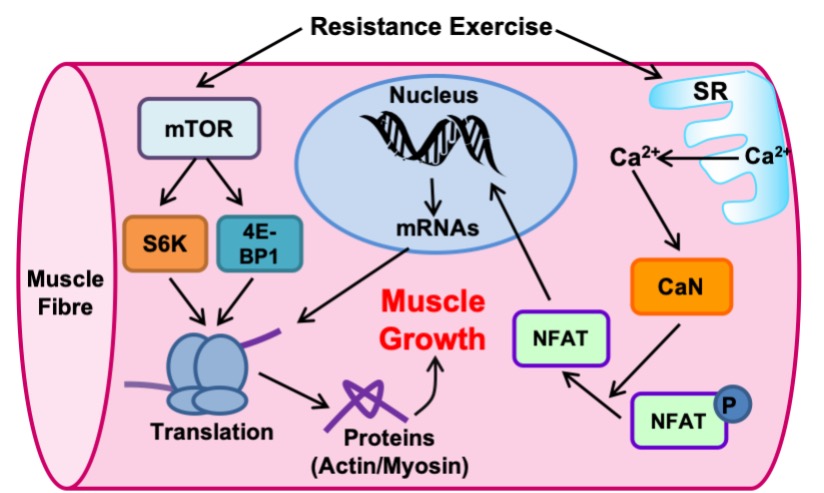 Resistance Exercise
Nucleus
SR
mTOR
Ca²⁺
Ca²⁺
mRNAs
S6K
4E-
BP1
Muscle
Fibre
CaN
Muscle
Growth
NFAT
NFAT
P
Translation
Proteins
(Actin/Myosin)